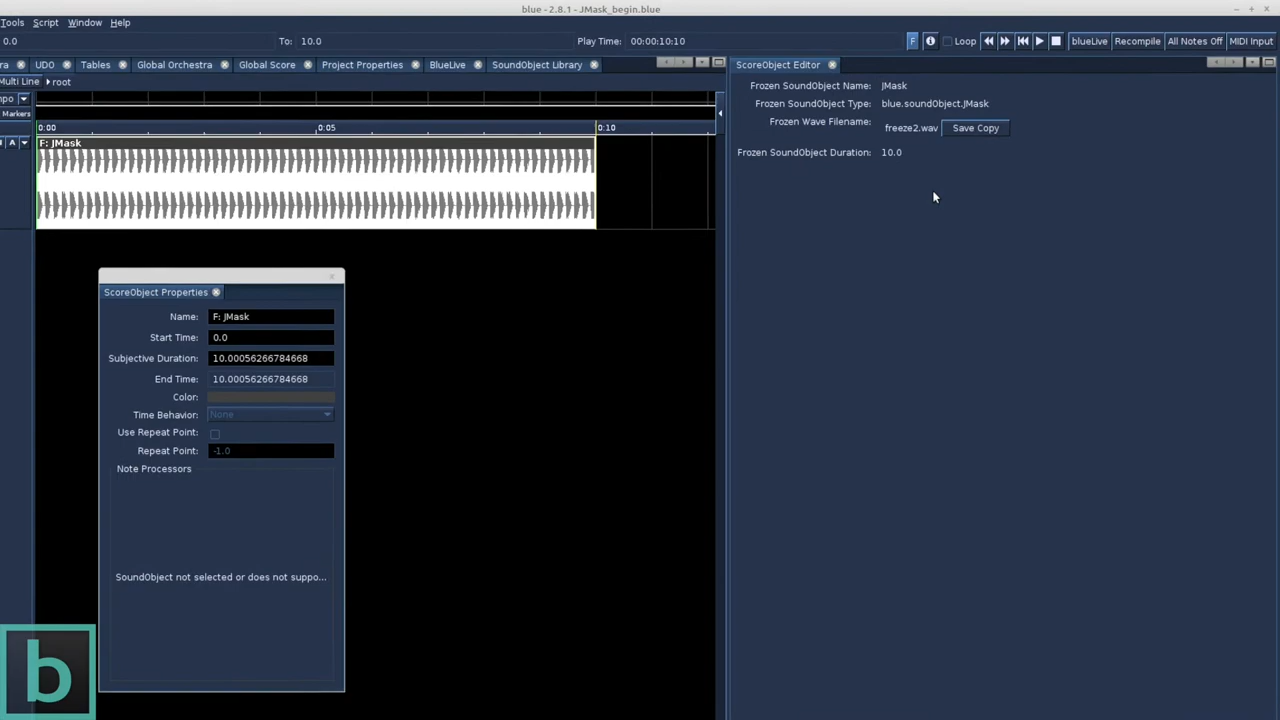 blue - 2.8.1 - JMask_begin.blue
Tools Script Window Help
0.0 To: 10.0 Play Time: 00:00:10:10 F Loop blueLive Recompile All Notes Off MIDI Input
ra UDO Tables Global Orchestra Global Score Project Properties BlueLive SoundObject Library ScoreObject Editor
Multi Line root
Frozen SoundObject Name: JMask
mpo
Frozen SoundObject Type: blue.soundObject.JMask
Markers
Frozen Wave Filename: freeze2.wav Save Copy
0:00 0:05 0:10
A F: JMask
Frozen SoundObject Duration: 10.0
ScoreObject Properties
Name: F: JMask
Start Time: 0.0
Subjective Duration: 10.00056266784668
End Time: 10.00056266784668
Color:
Time Behavior: None
Use Repeat Point:
Repeat Point: -1.0
Note Processors
SoundObject not selected or does not suppo...
b